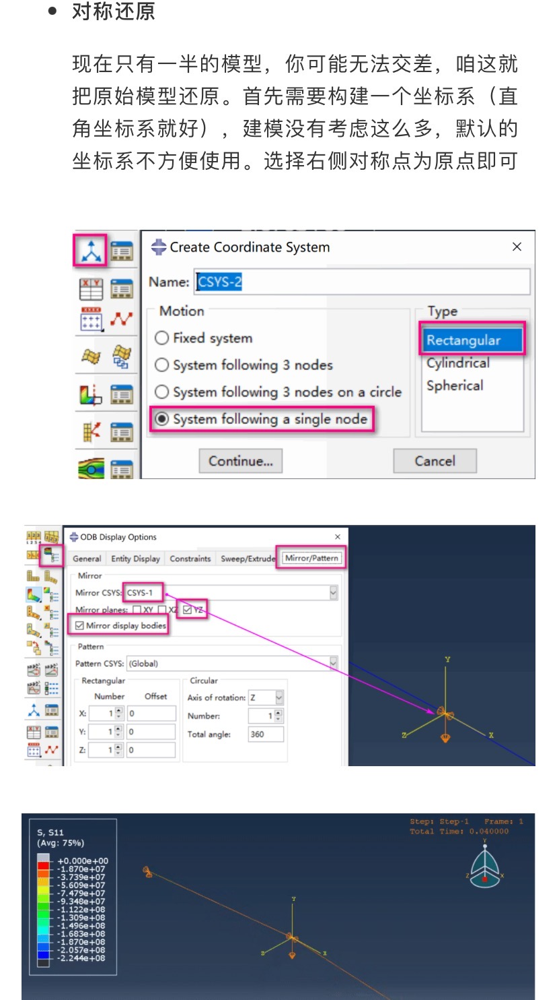 对称还原
现在只有一半的模型，你可能无法交差，咱这就
把原始模型还原。首先需要构建一个坐标系（直
角坐标系就好），建模没有考虑这么多，默认的
坐标系不方便使用。选择右侧对称点为原点即可
Create Coordinate System
Name: CSYS-2
Motion
Type
Fixed system
System following 3 nodes
System following 3 nodes on a circle
System following a single node
Rectangular
Cylindrical
Spherical
Continue...
Cancel
ODB Display Options
General Entity Display Constraints Sweep/Extrude Mirror/Pattern
Mirror
Mirror CSYS: CSYS-1
Mirror planes: XY XZ YZ
Mirror display bodies
Pattern
Pattern CSYS: (Global)
Rectangular
Number Offset
X: 1 0
Y: 1 0
Z: 1 0
Circular
Axis of rotation: Z
Number: 1
Total angle: 360
Y
Z
X
S, S11
(Avg: 75%)
+0.000e+00
-1.870e+07
-3.739e+07
-5.609e+07
-7.479e+07
-9.348e+07
-1.122e+08
-1.309e+08
-1.496e+08
-1.683e+08
-1.870e+08
-2.057e+08
-2.244e+08
Step: Step-1 Frame: 1
Total Time: 0.040000
Y
Z
X
Y
Z
X